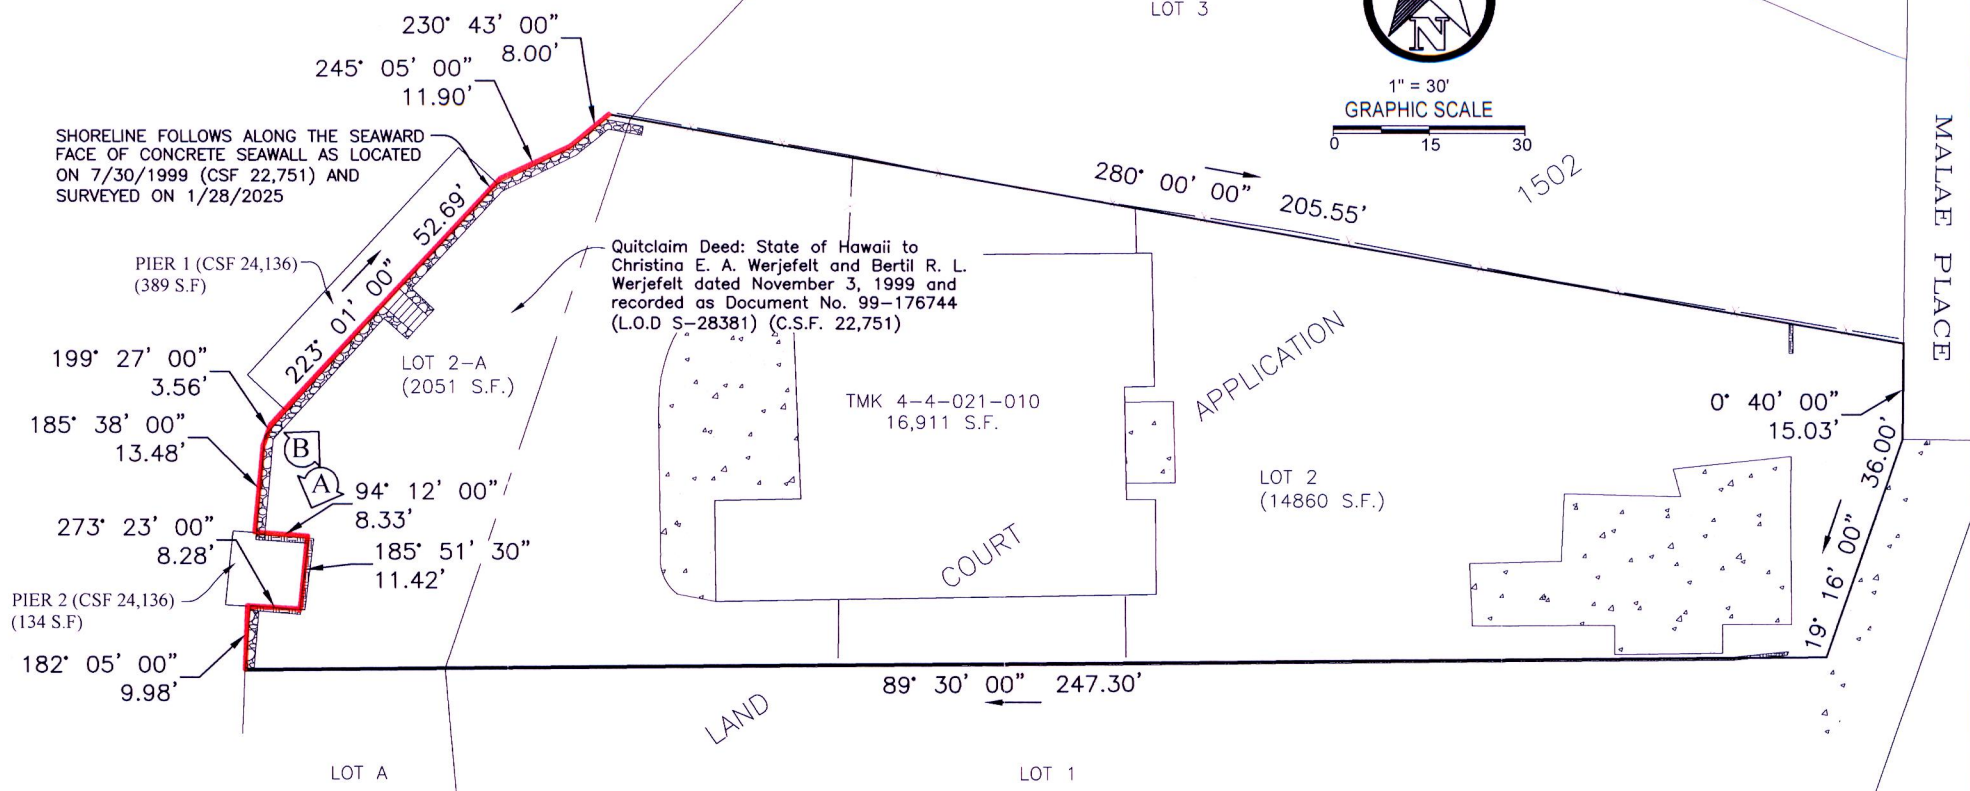 LOT 3
N
1" = 30'
GRAPHIC SCALE
0 15 30
230° 43' 00"
8.00'
245° 05' 00"
11.90'
SHORELINE FOLLOWS ALONG THE SEAWARD
FACE OF CONCRETE SEAWALL AS LOCATED
ON 7/30/1999 (CSF 22,751) AND
SURVEYED ON 1/28/2025
MALAE PLACE
280° 00' 00" 205.55'
1502
223° 01' 00" 52.69'
PIER 1 (CSF 24,136)
(389 S.F)
Quitclaim Deed: State of Hawaii to
Christina E. A. Werjefelt and Bertil R. L.
Werjefelt dated November 3, 1999 and
recorded as Document No. 99-176744
(L.O.D S-28381) (C.S.F. 22,751)
199° 27' 00"
3.56'
LOT 2-A
(2051 S.F.)
APPLICATION
TMK 4-4-021-010
16,911 S.F.
0° 40' 00"
15.03'
185° 38' 00"
13.48'
B
A
94° 12' 00"
8.33'
LOT 2
(14860 S.F.)
19° 16' 00" 36.00'
273° 23' 00"
8.28'
185° 51' 30"
11.42'
COURT
PIER 2 (CSF 24,136)
(134 S.F)
182° 05' 00"
9.98'
89° 30' 00" 247.30'
LAND
LOT A
LOT 1